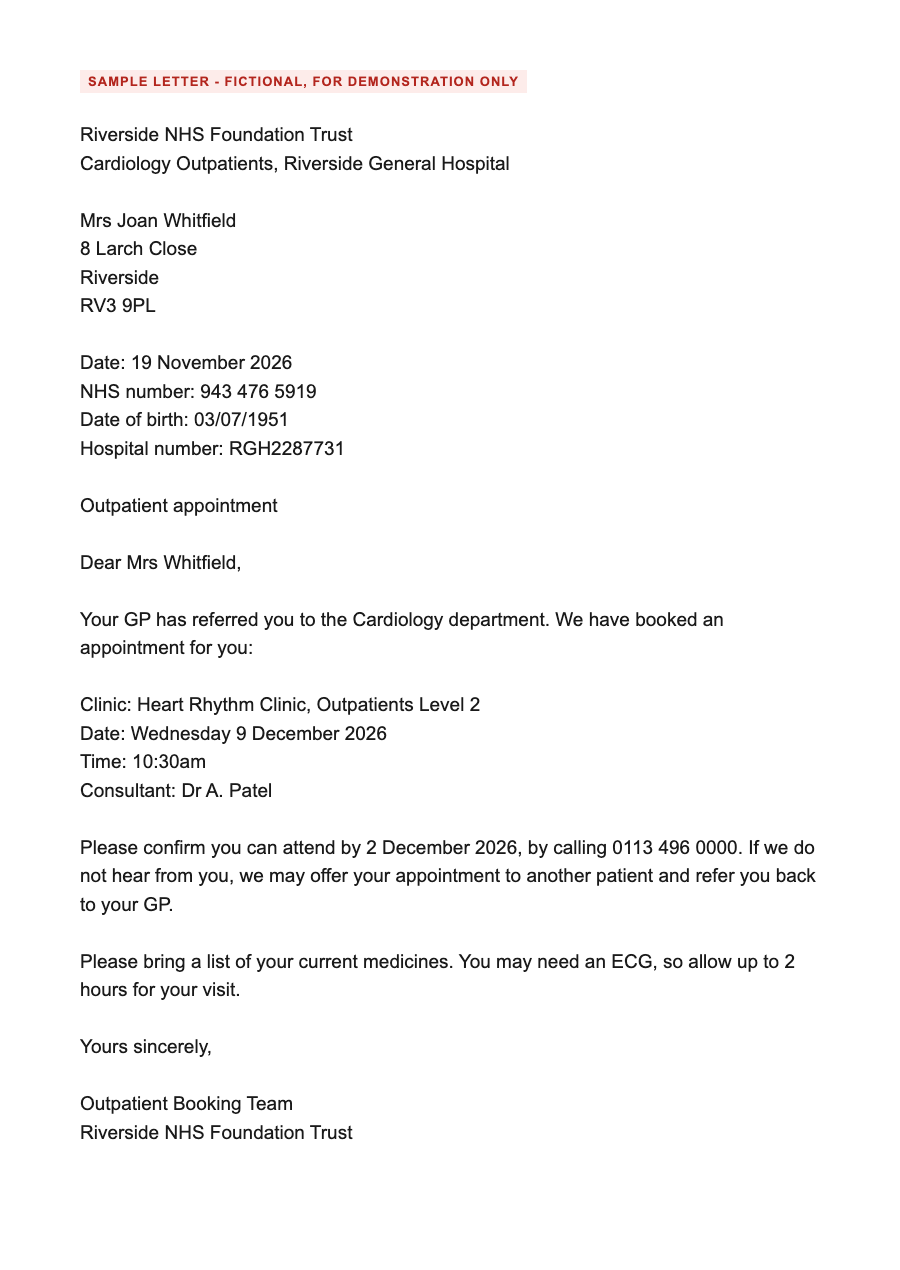 SAMPLE LETTER - FICTIONAL, FOR DEMONSTRATION ONLY
Riverside NHS Foundation Trust
Cardiology Outpatients, Riverside General Hospital
Mrs Joan Whitfield
8 Larch Close
Riverside
RV3 9PL
Date: 19 November 2026
NHS number: 943 476 5919
Date of birth: 03/07/1951
Hospital number: RGH2287731
Outpatient appointment
Dear Mrs Whitfield,
Your GP has referred you to the Cardiology department. We have booked an
appointment for you:
Clinic: Heart Rhythm Clinic, Outpatients Level 2
Date: Wednesday 9 December 2026
Time: 10:30am
Consultant: Dr A. Patel
Please confirm you can attend by 2 December 2026, by calling 0113 496 0000. If we do
not hear from you, we may offer your appointment to another patient and refer you back
to your GP.
Please bring a list of your current medicines. You may need an ECG, so allow up to 2
hours for your visit.
Yours sincerely,
Outpatient Booking Team
Riverside NHS Foundation Trust